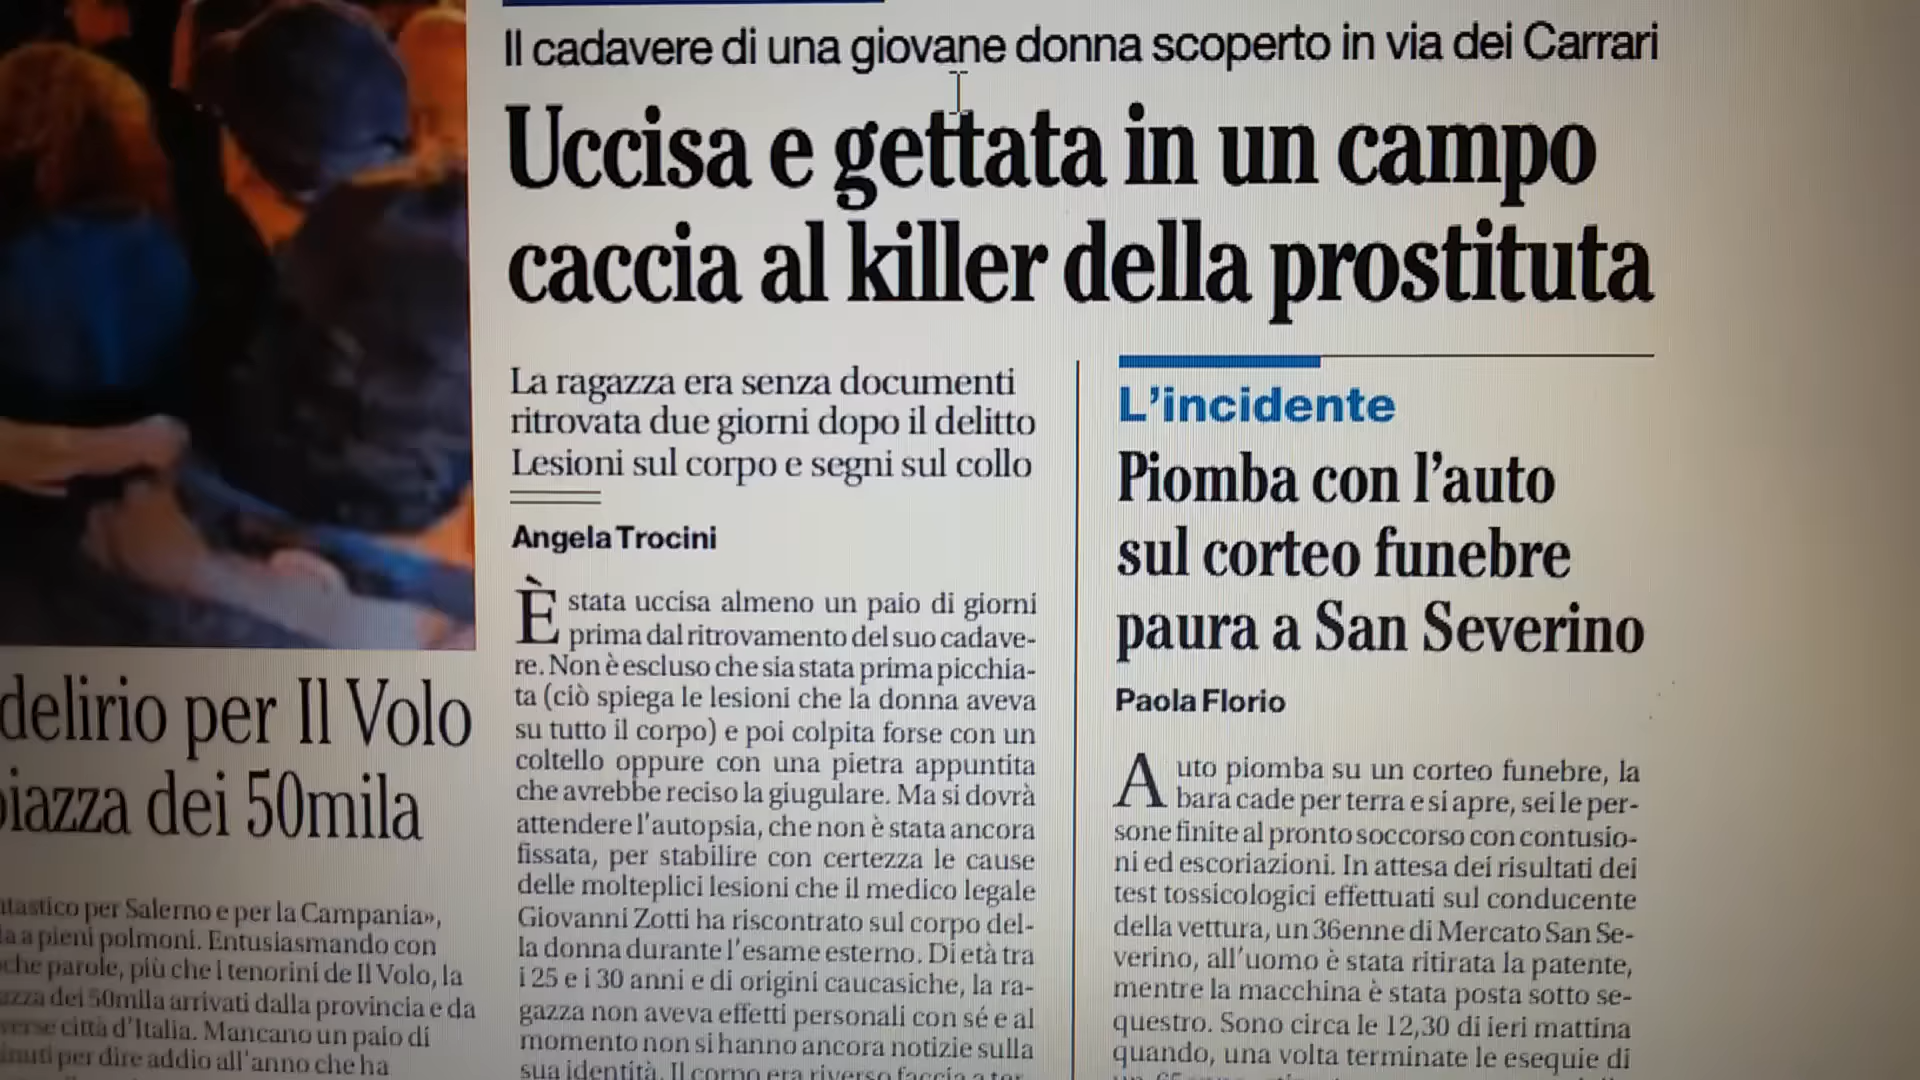 Il cadavere di una giovane donna scoperto in via dei Carrari
Uccisa e gettata in un campo
caccia al killer della prostituta
La ragazza era senza documenti
ritrovata due giorni dopo il delitto
Lesioni sul corpo e segni sul collo
Angela Trocini
È stata uccisa almeno un paio di giorni
prima dal ritrovamento del suo cadave-
re. Non è escluso che sia stata prima picchia-
ta (ciò spiega le lesioni che la donna aveva
su tutto il corpo) e poi colpita forse con un
coltello oppure con una pietra appuntita
che avrebbe reciso la giugulare. Ma si dovrà
attendere l'autopsia, che non è stata ancora
fissata, per stabilire con certezza le cause
delle molteplici lesioni che il medico legale
Giovanni Zotti ha riscontrato sul corpo del-
la donna durante l'esame esterno. Di età tra
i 25 e i 30 anni e di origini caucasiche, la ra-
gazza non aveva effetti personali con sé e al
momento non si hanno ancora notizie sulla
sua identità. Il corpo era riverso faccia a ter-
L'incidente
Piomba con l'auto
sul corteo funebre
paura a San Severino
Paola Florio
Auto piomba su un corteo funebre, la
bara cade per terra e si apre, sei le per-
sone finite al pronto soccorso con contusio-
ni ed escoriazioni. In attesa dei risultati dei
test tossicologici effettuati sul conducente
della vettura, un 36enne di Mercato San Se-
verino, all'uomo è stata ritirata la patente,
mentre la macchina è stata posta sotto se-
questro. Sono circa le 12,30 di ieri mattina
quando, una volta terminate le esequie di
delirio per Il Volo
piazza dei 50mila
ntastico per Salerno e per la Campania»,
a pieni polmoni. Entusiasmando con
che parole, più che i tenorini de Il Volo, la
azza dei 50mila arrivati dalla provincia e da
verse città d'Italia. Mancano un paio di
inuti per dire addio all'anno che ha